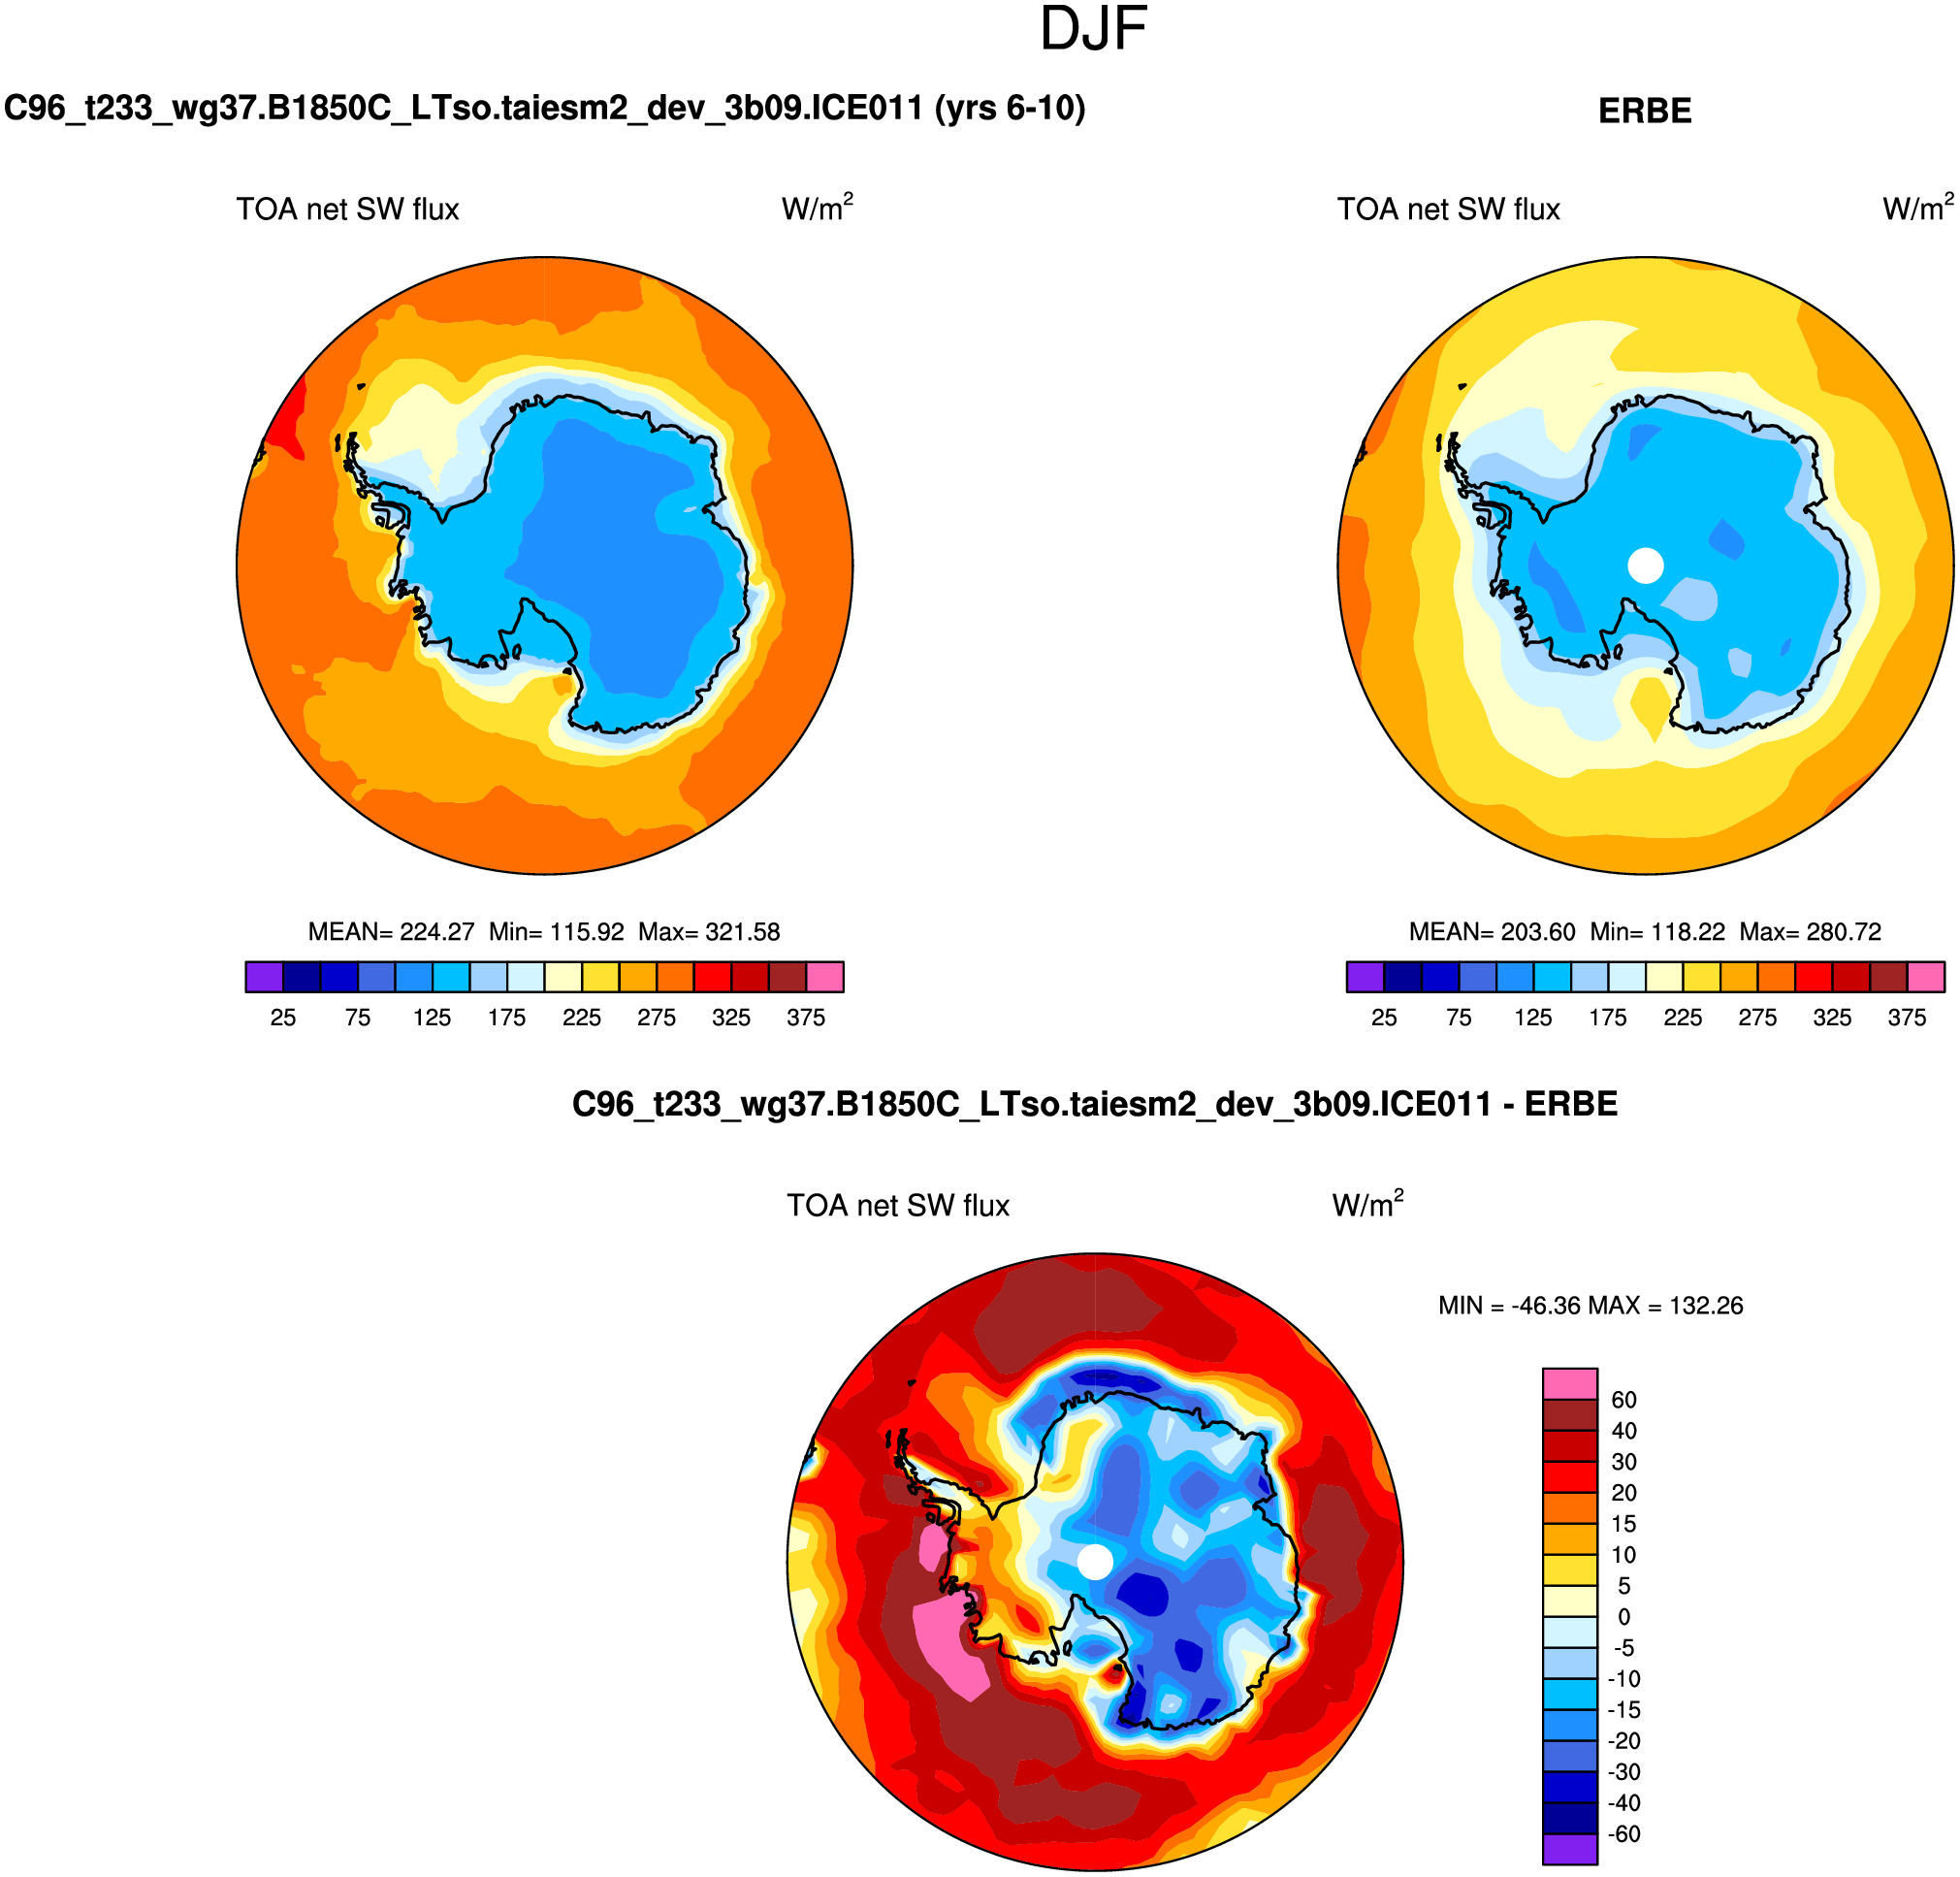 DJF
C96_t233_wg37.B1850C_LTso.taiesm2_dev_3b09.ICE011 (yrs 6-10)
ERBE
TOA net SW flux W/m2
TOA net SW flux W/m2
MEAN= 224.27 Min= 115.92 Max= 321.58
MEAN= 203.60 Min= 118.22 Max= 280.72
25 75 125 175 225 275 325 375
25 75 125 175 225 275 325 375
C96_t233_wg37.B1850C_LTso.taiesm2_dev_3b09.ICE011 - ERBE
TOA net SW flux W/m2
MIN = -46.36 MAX = 132.26
60
40
30
20
15
10
5
0
-5
-10
-15
-20
-30
-40
-60